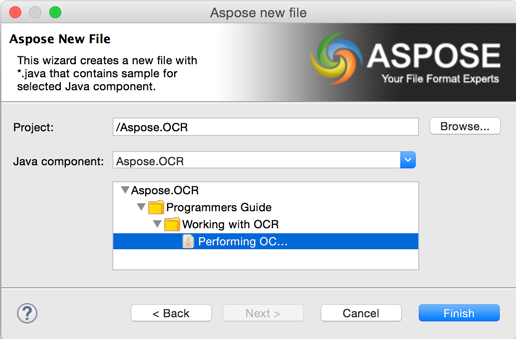 Aspose new file
Aspose New File
This wizard creates a new file with
*.java that contains sample for
selected Java component.
ASPOSE
Your File Format Experts
Project:
/Aspose.OCR
Browse...
Java component:
Aspose.OCR
Aspose.OCR
Programmers Guide
Working with OCR
Performing OC...
?
< Back
Next >
Cancel
Finish